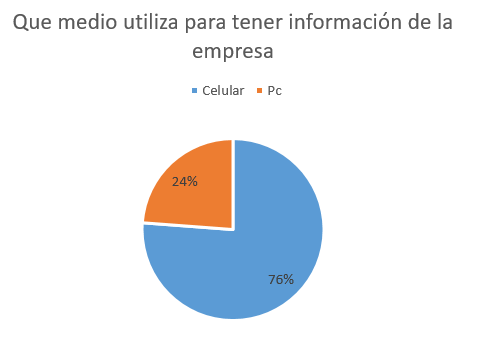 Que medio utiliza para tener información de la
empresa
Celular Pc
24%
76%